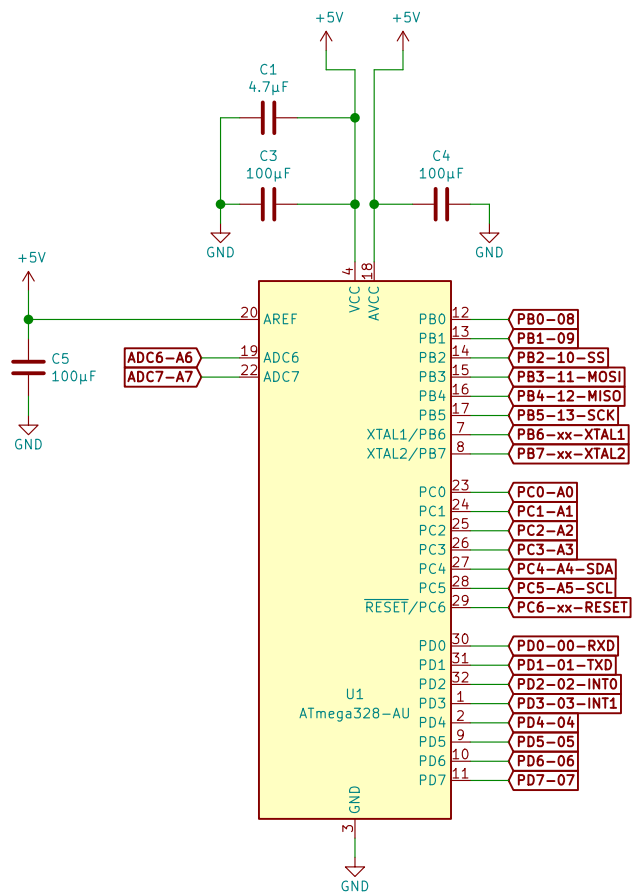 +5V
+5V
C1
4.7µF
C3
100µF
C4
100µF
GND
GND
+5V
4
VCC
18
AVCC
20
AREF
C5
100µF
GND
ADC6-A6
19
ADC6
ADC7-A7
22
ADC7
PB0
12
PB0-08
PB1
13
PB1-09
PB2
14
PB2-10-SS
PB3
15
PB3-11-MOSI
PB4
16
PB4-12-MISO
PB5
17
PB5-13-SCK
XTAL1/PB6
7
PB6-xx-XTAL1
XTAL2/PB7
8
PB7-xx-XTAL2
PC0
23
PC0-A0
PC1
24
PC1-A1
PC2
25
PC2-A2
PC3
26
PC3-A3
PC4
27
PC4-A4-SDA
PC5
28
PC5-A5-SCL
RESET/PC6
29
PC6-xx-RESET
PD0
30
PD0-00-RXD
PD1
31
PD1-01-TXD
PD2
32
PD2-02-INT0
PD3
1
PD3-03-INT1
PD4
2
PD4-04
PD5
9
PD5-05
PD6
10
PD6-06
PD7
11
PD7-07
U1
ATmega328-AU
GND
3
GND